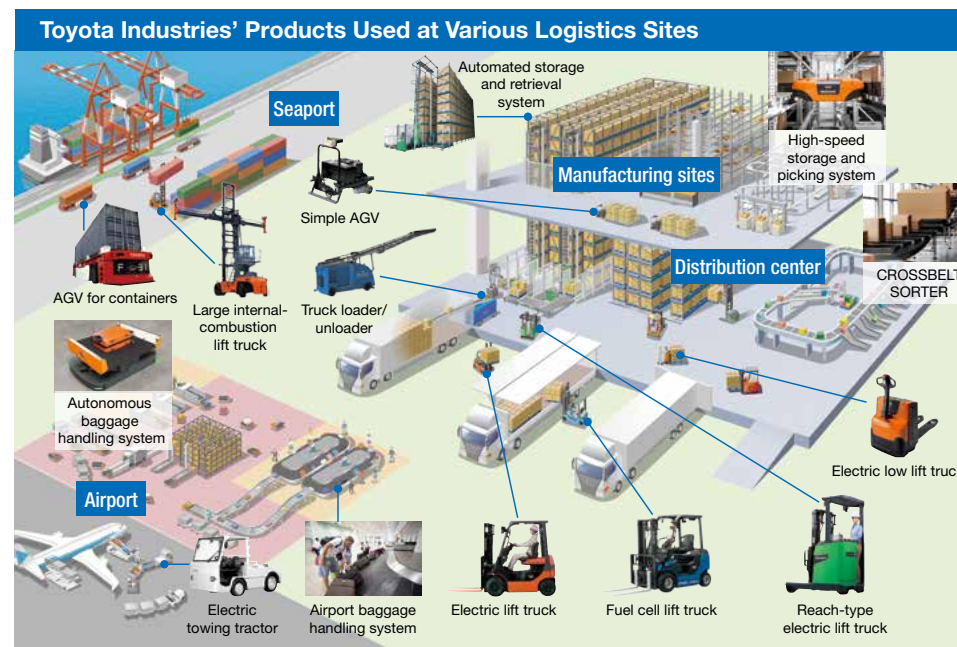 Toyota Industries’ Products Used at Various Logistics Sites
Automated storage
and retrieval
system
Seaport
High-speed
storage and
picking system
Manufacturing sites
Simple AGV
Distribution center
CROSSBELT
SORTER
AGV for containers
Large internal-
combustion
lift truck
Truck loader/
unloader
Autonomous
baggage
handling system
Electric low lift truc
Airport
Electric
towing tractor
Airport baggage
handling system
Electric lift truck
Fuel cell lift truck
Reach-type
electric lift truck